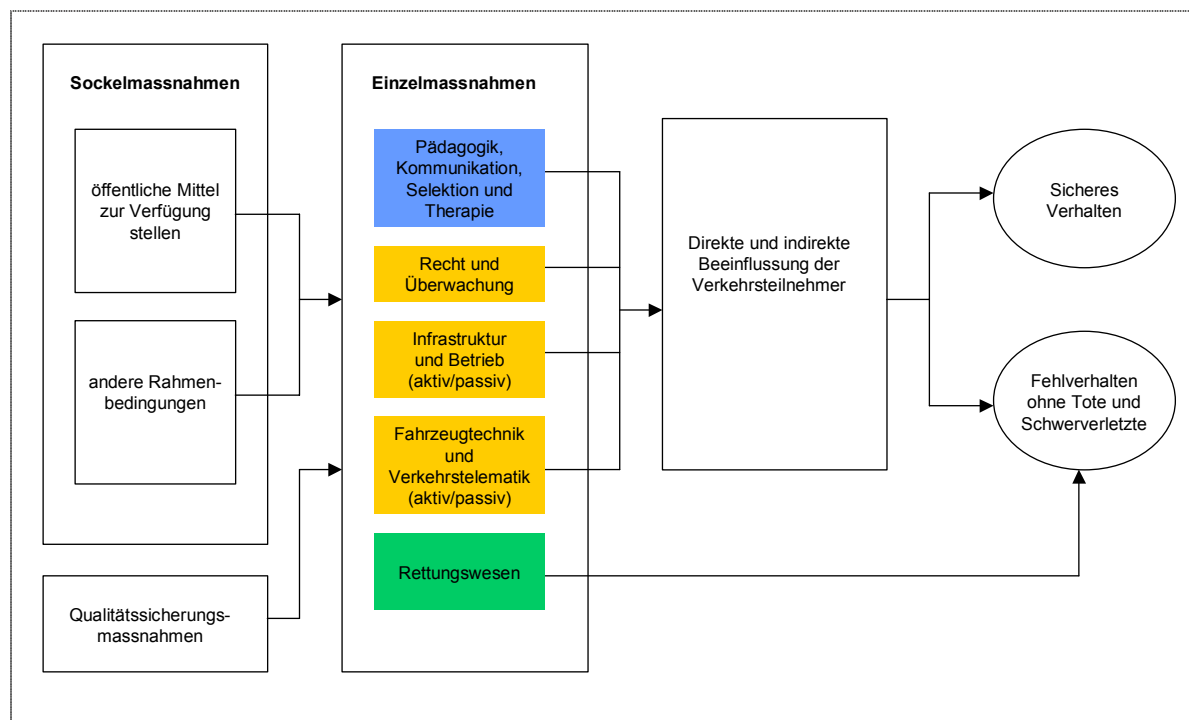 Sockelmassnahmen
öffentliche Mittel
zur Verfügung
stellen
andere Rahmen-
bedingungen
Qualitätssicherungs-
massnahmen
Einzelmassnahmen
Pädagogik,
Kommunikation,
Selektion und
Therapie
Recht und
Überwachung
Infrastruktur
und Betrieb
(aktiv/passiv)
Fahrzeugtechnik
und
Verkehrstelematik
(aktiv/passiv)
Rettungswesen
Direkte und indirekte
Beeinflussung der
Verkehrsteilnehmer
Sicheres
Verhalten
Fehlverhalten
ohne Tote und
Schwerverletzte